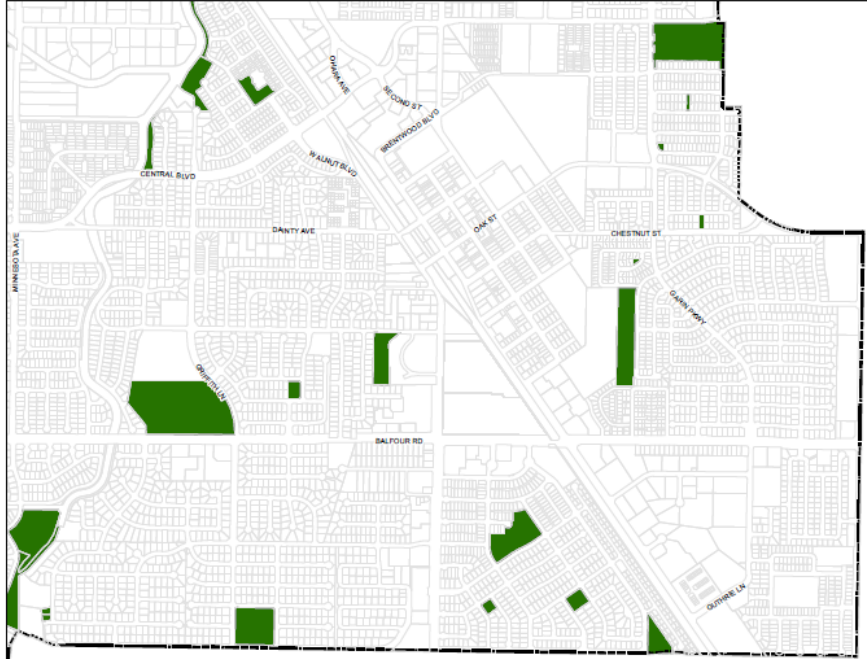 OHARA AVE
SECOND ST
BRENTWOOD BLVD
WALNUT BLVD
CENTRAL BLVD
OAK ST
DAINTY AVE
CHESTNUT ST
MINNESOTA AVE
GARIN PKWY
GRIFFITH LN
BALFOUR RD
GUTHRIE LN